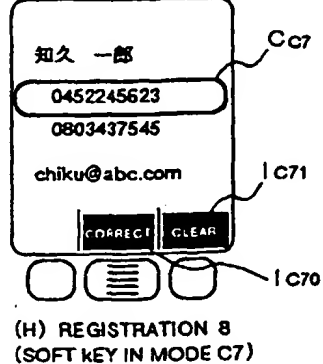 知久 一郎
CC7
0452245623
0803437545
chiku@abc.com
IC71
CORRECT CLEAR
IC70
(H) REGISTRATION 8
(SOFT KEY IN MODE C7)